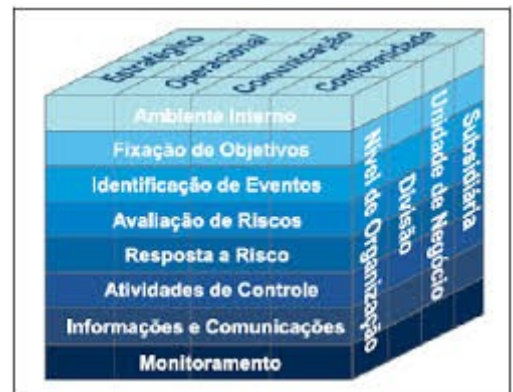 Estratégico
Operacional
Comunicação
Conformidade
Ambiente Interno
Fixação de Objetivos
Identificação de Eventos
Avaliação de Riscos
Resposta a Risco
Atividades de Controle
Informações e Comunicações
Monitoramento
Nível de Organização
Divisão
Unidade de Negócio
Subsidiária